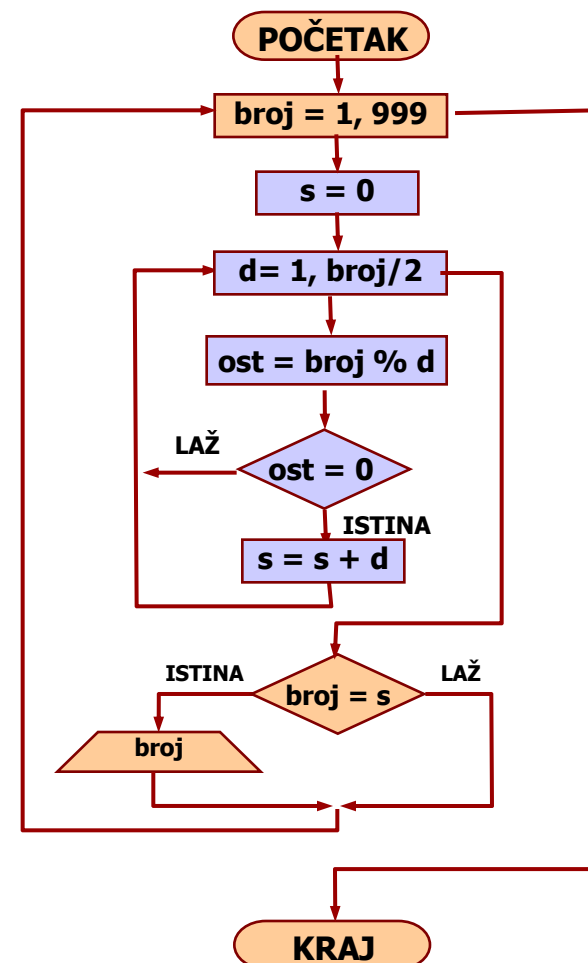 POČETAK
broj = 1, 999
s = 0
d= 1, broj/2
ost = broj % d
LAŽ
ost = 0
ISTINA
s = s + d
ISTINA
LAŽ
broj = s
broj
KRAJ